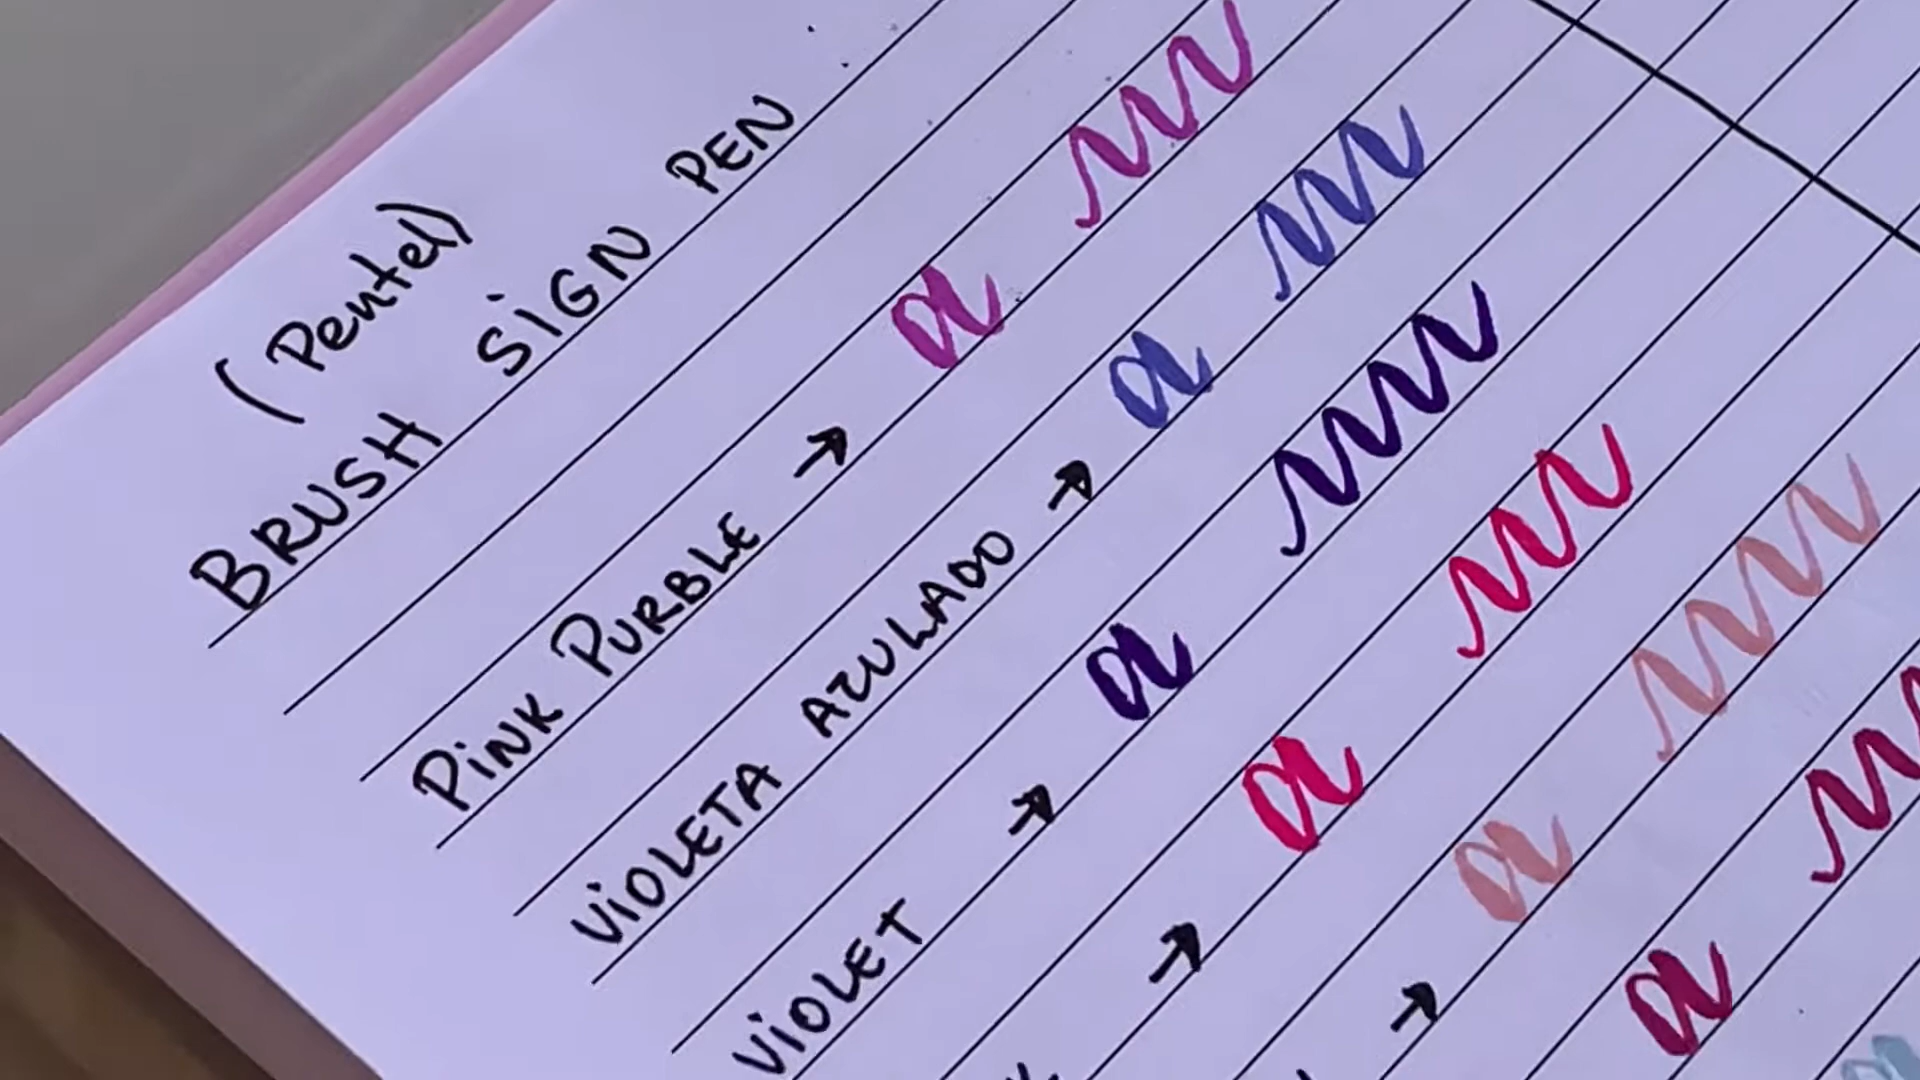 (Pentel)
BRUSH SIGN PEN
PINK PURBLE → a
VIOLETA AZULADO → a
VIOLET → a
→ a
→ a
a